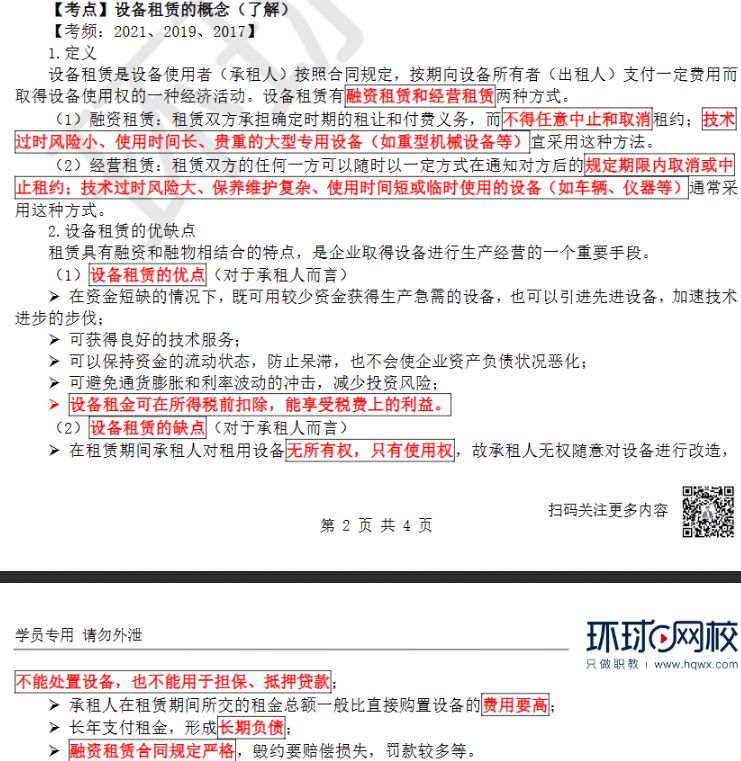 【考点】设备租赁的概念（了解）
【考频：2021、2019、2017】
1.定义
设备租赁是设备使用者（承租人）按照合同规定，按期向设备所有者（出租人）支付一定费用而
取得设备使用权的一种经济活动。设备租赁有融资租赁和经营租赁两种方式。
（1）融资租赁：租赁双方承担确定时期的租让和付费义务，而不得任意中止和取消租约；技术
过时风险小、使用时间长、贵重的大型专用设备（如重型机械设备等）宜采用这种方法。
（2）经营租赁：租赁双方的任何一方可以随时以一定方式在通知对方后的规定期限内取消或中
止租约；技术过时风险大、保养维护复杂、使用时间短或临时使用的设备（如车辆、仪器等）通常采
用这种方式。
2.设备租赁的优缺点
租赁具有融资和融物相结合的特点，是企业取得设备进行生产经营的一个重要手段。
（1）设备租赁的优点（对于承租人而言）
➢ 在资金短缺的情况下，既可用较少资金获得生产急需的设备，也可以引进先进设备，加速技术
进步的步伐；
➢ 可获得良好的技术服务；
➢ 可以保持资金的流动状态，防止呆滞，也不会使企业资产负债状况恶化；
➢ 可避免通货膨胀和利率波动的冲击，减少投资风险；
➢ 设备租金可在所得税前扣除，能享受税费上的利益。
（2）设备租赁的缺点（对于承租人而言）
➢ 在租赁期间承租人对租用设备无所有权，只有使用权，故承租人无权随意对设备进行改造，
扫码关注更多内容
第 2 页 共 4 页
学员专用 请勿外泄
环球网校
只做职教 | www.hqwx.com
不能处置设备，也不能用于担保、抵押贷款；
➢ 承租人在租赁期间所交的租金总额一般比直接购置设备的费用要高；
➢ 长年支付租金，形成长期负债；
➢ 融资租赁合同规定严格，毁约要赔偿损失，罚款较多等。